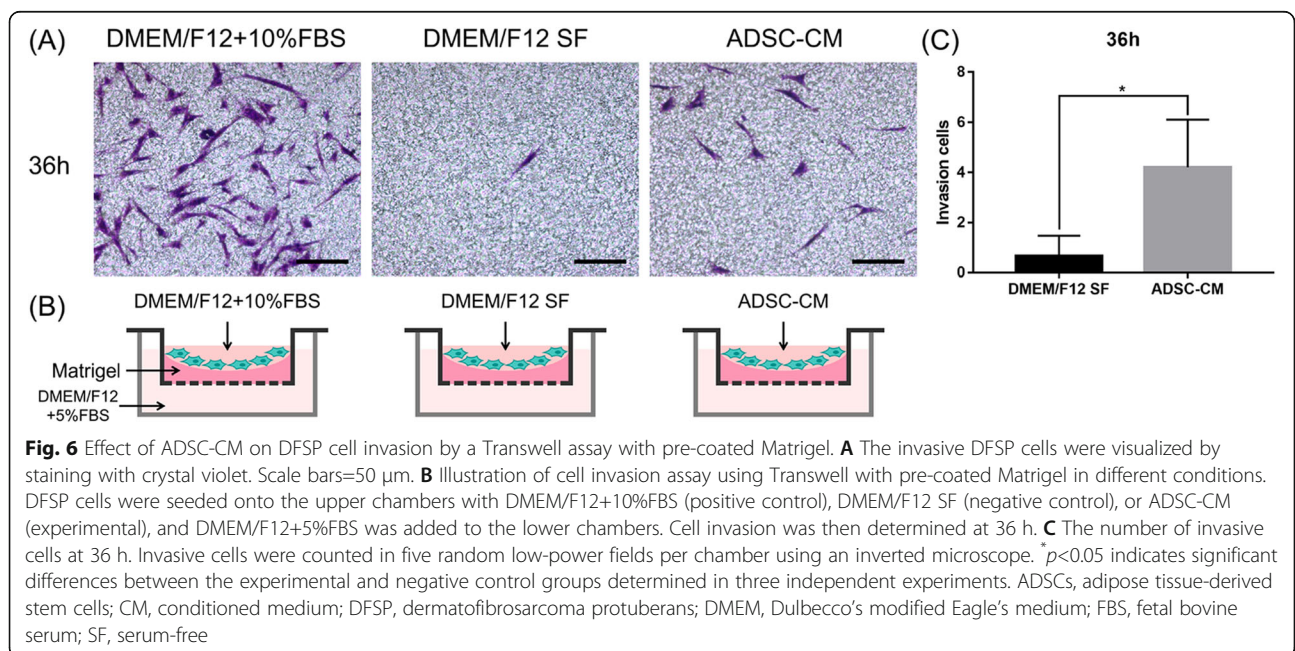 (A)
DMEM/F12+10%FBS
DMEM/F12 SF
ADSC-CM
36h
(C)
36h
Invasion cells
8
6
4
2
0
*
DMEM/F12 SF
ADSC-CM
(B)
DMEM/F12+10%FBS
DMEM/F12 SF
ADSC-CM
Matrigel
DMEM/F12
+5%FBS
Fig. 6 Effect of ADSC-CM on DFSP cell invasion by a Transwell assay with pre-coated Matrigel. A The invasive DFSP cells were visualized by
staining with crystal violet. Scale bars=50 μm. B Illustration of cell invasion assay using Transwell with pre-coated Matrigel in different conditions.
DFSP cells were seeded onto the upper chambers with DMEM/F12+10%FBS (positive control), DMEM/F12 SF (negative control), or ADSC-CM
(experimental), and DMEM/F12+5%FBS was added to the lower chambers. Cell invasion was then determined at 36 h. C The number of invasive
cells at 36 h. Invasive cells were counted in five random low-power fields per chamber using an inverted microscope. *p<0.05 indicates significant
differences between the experimental and negative control groups determined in three independent experiments. ADSCs, adipose tissue-derived
stem cells; CM, conditioned medium; DFSP, dermatofibrosarcoma protuberans; DMEM, Dulbecco's modified Eagle's medium; FBS, fetal bovine
serum; SF, serum-free